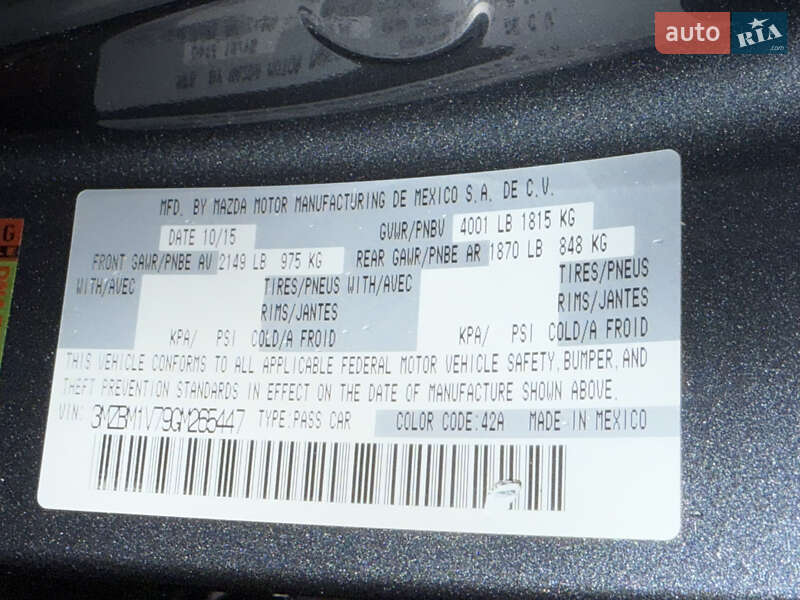 auto RIA
MFD. BY MAZDA MOTOR MANUFACTURING DE MEXICO S.A. DE C.V.
DATE 10/15 GVWR/PNBV 4001 LB 1815 KG
FRONT GAWR/PNBE AV 2149 LB 975 KG REAR GAWR/PNBE AR 1870 LB 848 KG
WITH/AVEC TIRES/PNEUS WITH/AVEC TIRES/PNEUS
RIMS/JANTES RIMS/JANTES
KPA/ PSI COLD/A FROID KPA/ PSI COLD/A FROID
THIS VEHICLE CONFORMS TO ALL APPLICABLE FEDERAL MOTOR VEHICLE SAFETY, BUMPER, AND
THEFT PREVENTION STANDARDS IN EFFECT ON THE DATE OF MANUFACTURE SHOWN ABOVE.
VIN: 3MZBM1V79GM265447 TYPE:PASS CAR COLOR CODE:42A MADE IN MEXICO
G